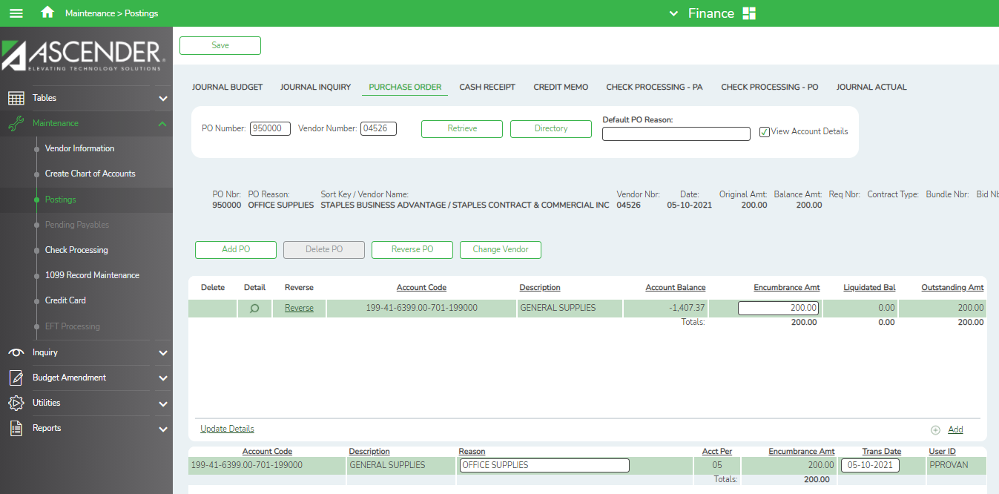 Maintenance > Postings
Finance
ASCENDER
ELEVATING TECHNOLOGY SOLUTIONS
Tables
Maintenance
Vendor Information
Create Chart of Accounts
Postings
Pending Payables
Check Processing
1099 Record Maintenance
Credit Card
EFT Processing
Inquiry
Budget Amendment
Utilities
Reports
Save
JOURNAL BUDGET JOURNAL INQUIRY PURCHASE ORDER CASH RECEIPT CREDIT MEMO CHECK PROCESSING - PA CHECK PROCESSING - PO JOURNAL ACTUAL
Default PO Reason:
PO Number: 950000 Vendor Number: 04526 Retrieve Directory View Account Details
PO Nbr: PO Reason: Sort Key / Vendor Name: Vendor Nbr: Date: Original Amt: Balance Amt: Req Nbr: Contract Type: Bundle Nbr: Bid Nb
950000 OFFICE SUPPLIES STAPLES BUSINESS ADVANTAGE / STAPLES CONTRACT & COMMERCIAL INC 04526 05-10-2021 200.00 200.00
Add PO Delete PO Reverse PO Change Vendor
Delete Detail Reverse Account Code Description Account Balance Encumbrance Amt Liquidated Bal Outstanding Amt
Reverse 199-41-6399.00-701-199000 GENERAL SUPPLIES -1,407.37 200.00 0.00 200.00
Totals: 200.00 0.00 200.00
Update Details Add
Account Code Description Reason Acct Per Encumbrance Amt Trans Date User ID
199-41-6399.00-701-199000 GENERAL SUPPLIES OFFICE SUPPLIES 05 200.00 05-10-2021 PPROVAN
Totals: 200.00